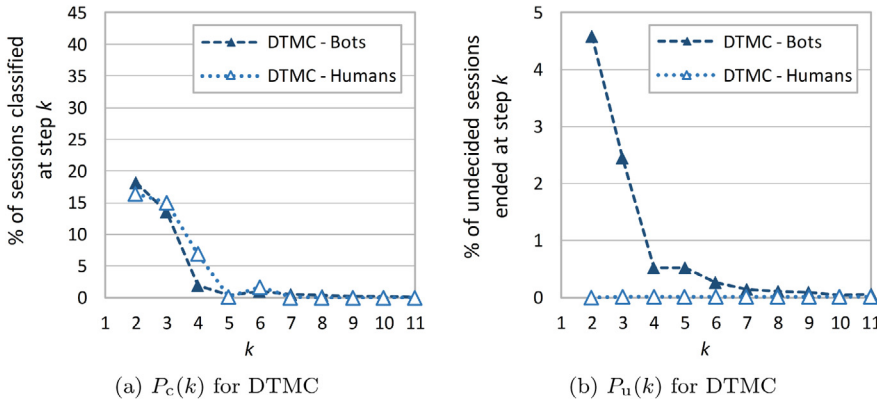 % of sessions classified
at step k
45
40
35
30
25
20
15
10
5
0
DTMC - Bots
DTMC - Humans
1 2 3 4 5 6 7 8 9 10 11
k
(a) Pc(k) for DTMC
% of undecided sessions
ended at step k
5
4
3
2
1
0
DTMC - Bots
DTMC - Humans
1 2 3 4 5 6 7 8 9 10 11
k
(b) Pu(k) for DTMC